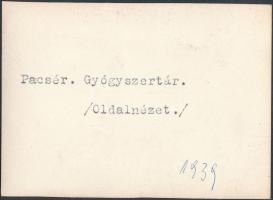 Pacsér. Gyógyszertár.
/Oldalnézet./
1939